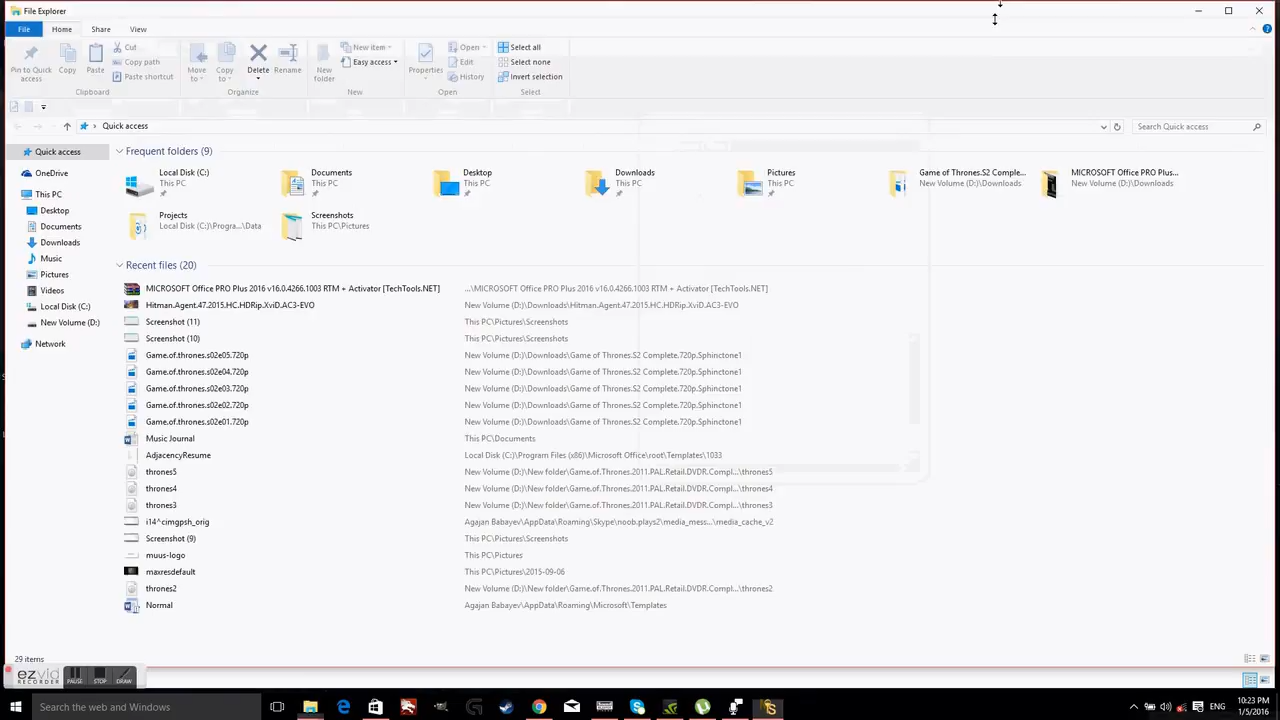 File Explorer
File Home Share View
Pin to Quick access
Copy
Paste
Cut
Copy path
Paste shortcut
Clipboard
Move to
Copy to
Delete
Rename
Organize
New folder
New item
Easy access
New
Properties
Open
Edit
History
Open
Select all
Select none
Invert selection
Select
Quick access
Search Quick access
Quick access
OneDrive
This PC
Desktop
Documents
Downloads
Music
Pictures
Videos
Local Disk (C:)
New Volume (D:)
Network
Frequent folders (9)
Local Disk (C:)
This PC
Documents
This PC
Desktop
This PC
Downloads
This PC
Pictures
This PC
Game of Thrones.S2 Comple...
New Volume (D:)\Downloads
MICROSOFT Office PRO Plus...
New Volume (D:)\Downloads
Projects
Local Disk (C:)\Progra...\Data
Screenshots
This PC\Pictures
Recent files (20)
MICROSOFT Office PRO Plus 2016 v16.0.4266.1003 RTM + Activator [TechTools.NET] ...\MICROSOFT Office PRO Plus 2016 v16.0.4266.1003 RTM + Activator [TechTools.NET]
Hitman.Agent.47.2015.HC.HDRip.XviD.AC3-EVO New Volume (D:)\Downloads\Hitman.Agent.47.2015.HC.HDRip.XviD.AC3-EVO
Screenshot (11) This PC\Pictures\Screenshots
Screenshot (10) This PC\Pictures\Screenshots
Game.of.thrones.s02e05.720p New Volume (D:)\Downloads\Game of Thrones.S2 Complete.720p.Sphinctone1
Game.of.thrones.s02e04.720p New Volume (D:)\Downloads\Game of Thrones.S2 Complete.720p.Sphinctone1
Game.of.thrones.s02e03.720p New Volume (D:)\Downloads\Game of Thrones.S2 Complete.720p.Sphinctone1
Game.of.thrones.s02e02.720p New Volume (D:)\Downloads\Game of Thrones.S2 Complete.720p.Sphinctone1
Game.of.thrones.s02e01.720p New Volume (D:)\Downloads\Game of Thrones.S2 Complete.720p.Sphinctone1
Music Journal This PC\Documents
AdjacencyResume Local Disk (C:)\Program Files (x86)\Microsoft Office\root\Templates\1033
thrones5 New Volume (D:)\New folder\Game.of.Thrones.2011.PAL.Retail.DVDR.Compl...\thrones5
thrones4 New Volume (D:)\New folder\Game.of.Thrones.2011.PAL.Retail.DVDR.Compl...\thrones4
thrones3 New Volume (D:)\New folder\Game.of.Thrones.2011.PAL.Retail.DVDR.Compl...\thrones3
i14^cimgpsh_orig Agajan Babayev\AppData\Roaming\Skype\noob.plays2\media_mess...\media_cache_v2
Screenshot (9) This PC\Pictures\Screenshots
muus-logo This PC\Pictures
maxresdefault This PC\Pictures\2015-09-06
thrones2 New Volume (D:)\New folder\Game.of.Thrones.2011.PAL.Retail.DVDR.Compl...\thrones2
Normal Agajan Babayev\AppData\Roaming\Microsoft\Templates
29 items
ezvid
RECORDER
PAUSE STOP DRAW
Search the web and Windows
ENG
10:23 PM
1/5/2016